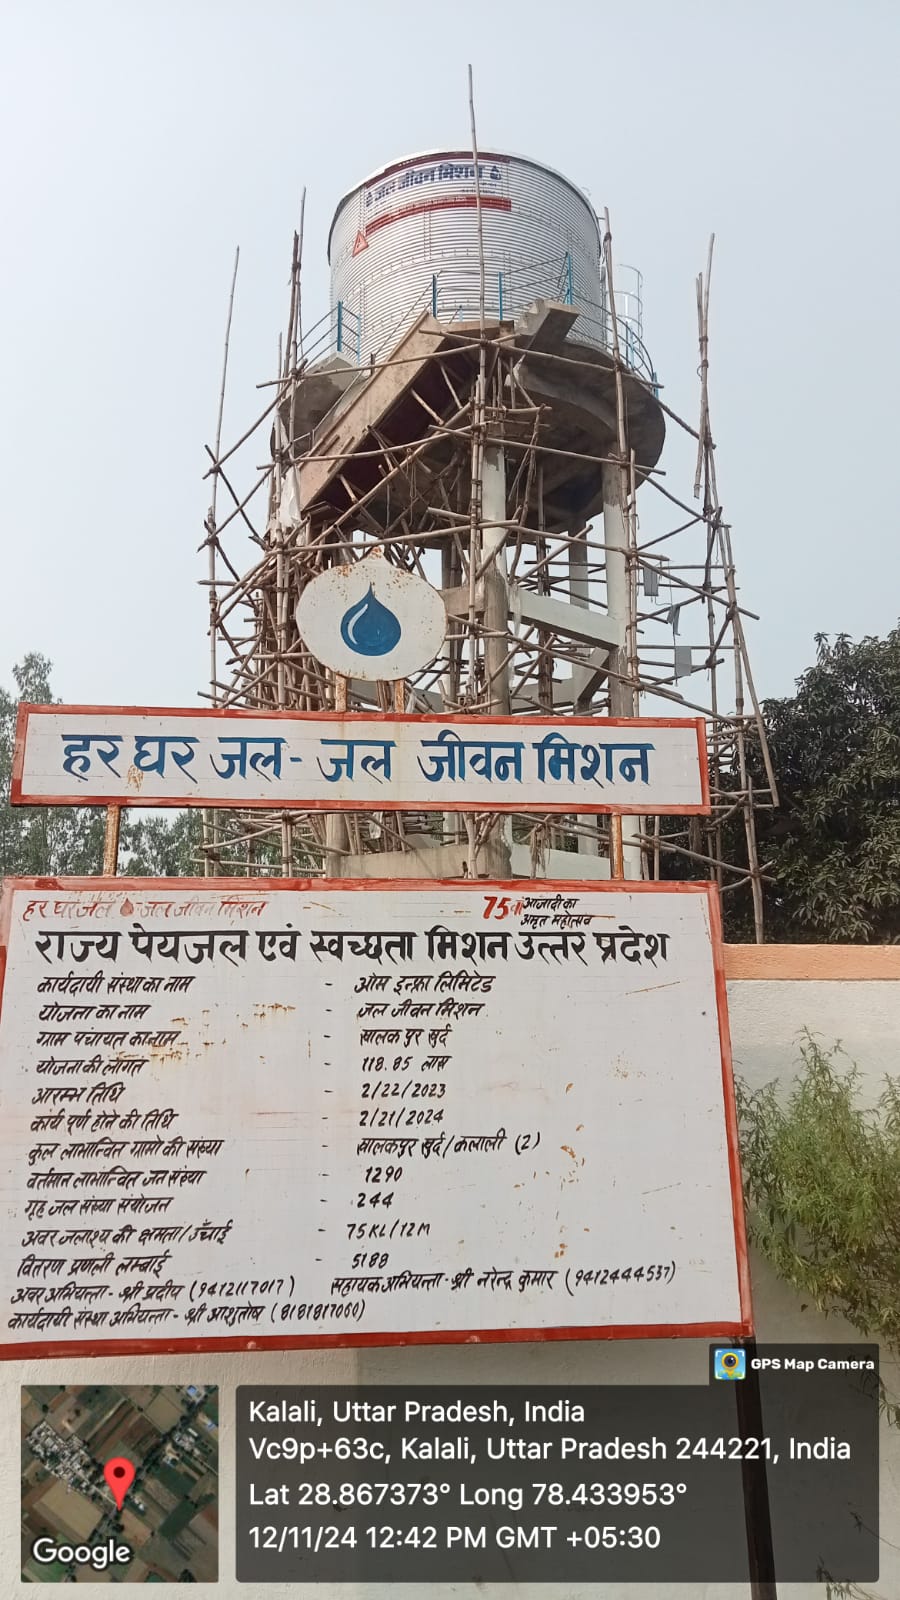 जल जीवन मिशन
हर घर जल - जल जीवन मिशन
हर घर जल जल जीवन मिशन
75वां आजादी का
अमृत महोत्सव
राज्य पेयजल एवं स्वच्छता मिशन उत्तर प्रदेश
कार्यदायी संस्था का नाम - ओम इन्फ्रा लिमिटेड
योजना का नाम - जल जीवन मिशन
ग्राम पंचायत का नाम - खालकपुर खुर्द
योजना की लागत - 118.85 लाख
आरम्भ तिथि - 2/22/2023
कार्य पूर्ण होने की तिथि - 2/21/2024
कुल लाभान्वित ग्रामो की संख्या - खालकपुर खुर्द/कलाली (2)
वर्तमान लाभान्वित जन संख्या 1290
गृह जल संख्या संयोजन - 244
अवर जलाश्य की क्षमता/उँचाई - 75KL/12M
वितरण प्रणली लम्बाई - 5188
अवर अभियन्ता - श्री प्रदीप (9412117017) सहायक अभियन्ता - श्री नरेन्द्र कुमार (9412444537)
कार्यदायी संस्था अभियन्ता - श्री आशुतोष (8181817060)
GPS Map Camera
Kalali, Uttar Pradesh, India
Vc9p+63c, Kalali, Uttar Pradesh 244221, India
Lat 28.867373° Long 78.433953°
12/11/24 12:42 PM GMT +05:30
Google